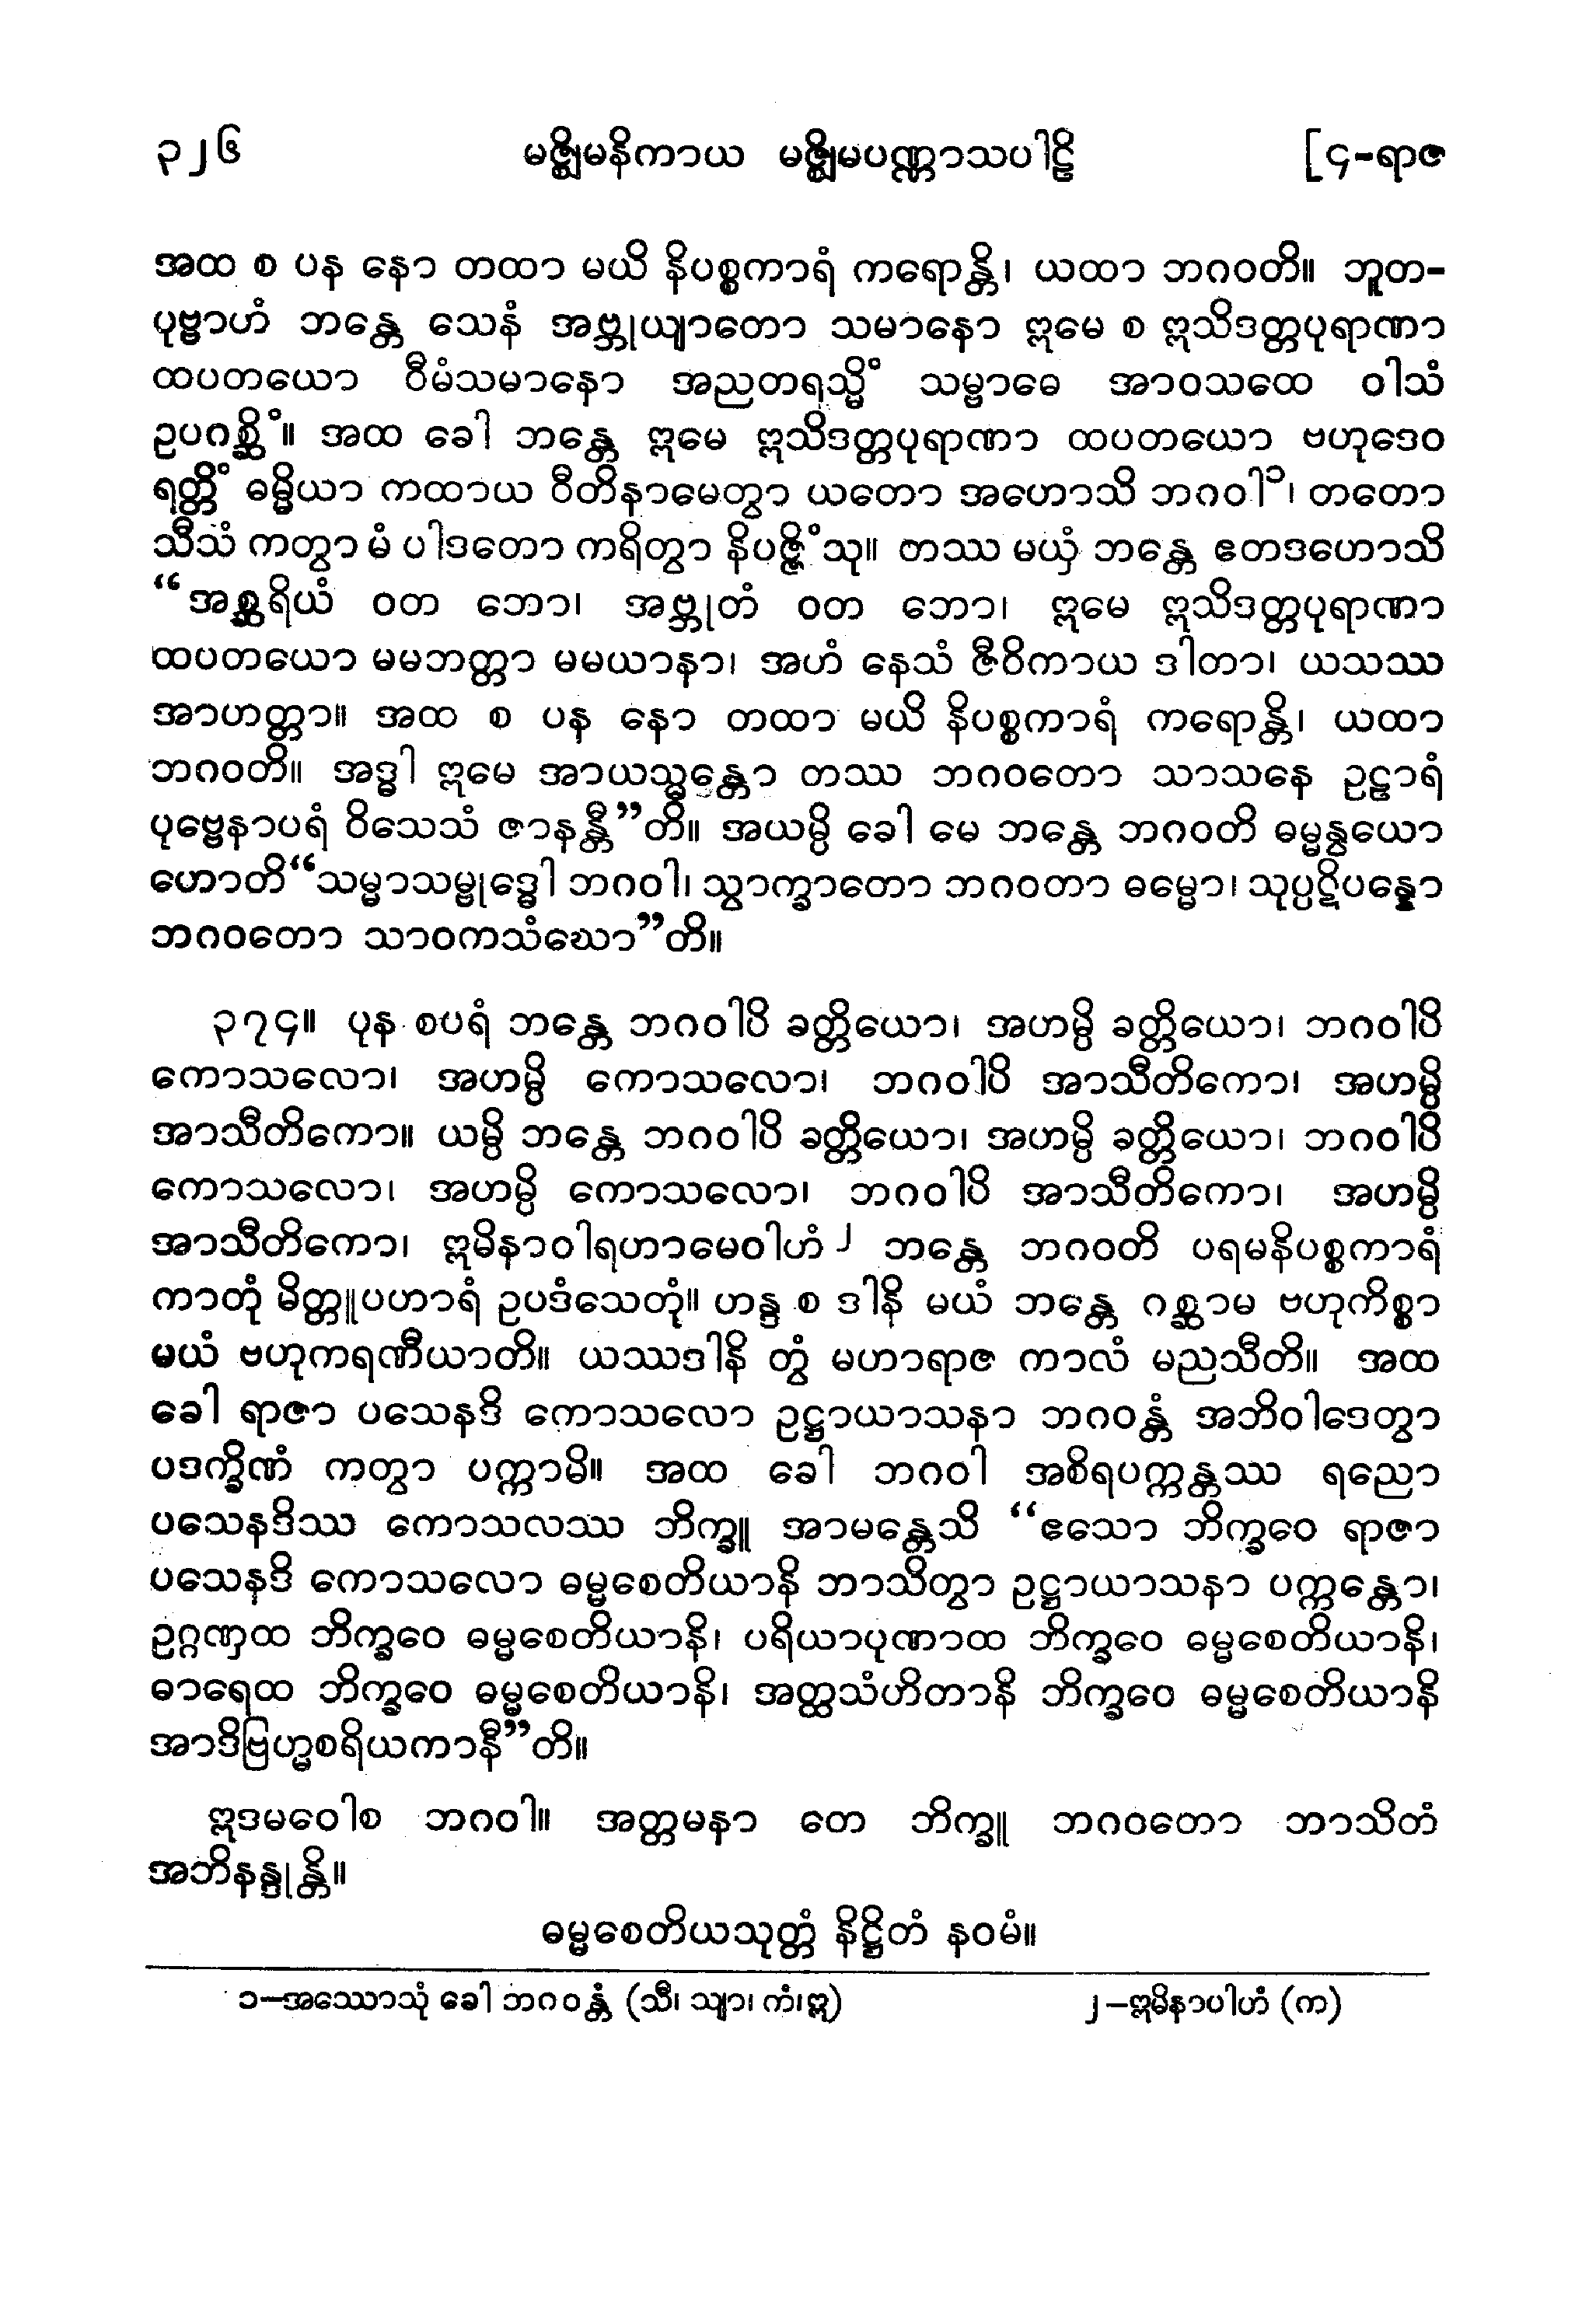 ၃၂၆ မဇ္ဈိမနိကာယ မဇ္ဈိမပဏ္ဏာသပါဠိ [၄-ရာဇ
အထ စ ပန နော တထာ မယိ နိပစ္စကာရံ ကရောန္တိ၊ ယထာ ဘဂဝတိ။ ဘူတ-
ပုဗ္ဗာဟံ ဘန္တေ သေနံ အဗ္ဘုယျာတော သမာနော ဣမေ စ ဣသိဒတ္တပုရာဏာ
ထပတယော ဝီမံသမာနော အညတရသ္မိံ သမ္ဗာဓေ အာဝသထေ ဝါသံ
ဥပဂစ္ဆိံ။ အထ ခေါ ဘန္တေ ဣမေ ဣသိဒတ္တပုရာဏာ ထပတယော ဗဟုဒေဝ
ရတ္တိံ ဓမ္မိယာ ကထာယ ဝီတိနာမေတွာ ယတော အဟောသိ ဘဂဝါ၁၊ တတော
သီသံ ကတွာ မံ ပါဒတော ကရိတွာ နိပဇ္ဇိံသု။ တဿ မယှံ ဘန္တေ ဧတဒဟောသိ
“အစ္ဆရိယံ ဝတ ဘော၊ အဗ္ဘုတံ ဝတ ဘော၊ ဣမေ ဣသိဒတ္တပုရာဏာ
ထပတယော မမဘတ္တာ မမယာနာ၊ အဟံ နေသံ ဇီဝိကာယ ဒါတာ၊ ယသဿ
အာဟတ္တာ။ အထ စ ပန နော တထာ မယိ နိပစ္စကာရံ ကရောန္တိ၊ ယထာ
ဘဂဝတိ။ အဒ္ဓါ ဣမေ အာယသ္မန္တော တဿ ဘဂဝတော သာသနေ ဥဠာရံ
ပုဗ္ဗေနာပရံ ဝိသေသံ ဇာနန္တီ”တိ။ အယမ္ပိ ခေါ မေ ဘန္တေ ဘဂဝတိ ဓမ္မန္ဝယော
ဟောတိ“သမ္မာသမ္ဗုဒ္ဓေါ ဘဂဝါ၊ သွာက္ခာတော ဘဂဝတာ ဓမ္မော၊ သုပ္ပဋိပန္နော
ဘဂဝတော သာဝကသံဃော”တိ။
၃၇၄။ ပုန စပရံ ဘန္တေ ဘဂဝါပိ ခတ္တိယော၊ အဟမ္ပိ ခတ္တိယော၊ ဘဂဝါပိ
ကောသလော၊ အဟမ္ပိ ကောသလော၊ ဘဂဝါပိ အာသီတိကော၊ အဟမ္ပိ
အာသီတိကော။ ယမ္ပိ ဘန္တေ ဘဂဝါပိ ခတ္တိယော၊ အဟမ္ပိ ခတ္တိယော၊ ဘဂဝါပိ
ကောသလော၊ အဟမ္ပိ ကောသလော၊ ဘဂဝါပိ အာသီတိကော၊ အဟမ္ပိ
အာသီတိကော၊ ဣမိနာဝါရဟာမေဝါဟံ၂ ဘန္တေ ဘဂဝတိ ပရမနိပစ္စကာရံ
ကာတုံ မိတ္တူပဟာရံ ဥပဒံသေတုံ။ ဟန္ဒ စ ဒါနိ မယံ ဘန္တေ ဂစ္ဆာမ ဗဟုကိစ္စာ
မယံ ဗဟုကရဏီယာတိ။ ယဿဒါနိ တွံ မဟာရာဇ ကာလံ မညသီတိ။ အထ
ခေါ ရာဇာ ပသေနဒိ ကောသလော ဥဋ္ဌာယာသနာ ဘဂဝန္တံ အဘိဝါဒေတွာ
ပဒက္ခိဏံ ကတွာ ပက္ကာမိ။ အထ ခေါ ဘဂဝါ အစိရပက္ကန္တဿ ရညော
ပသေနဒိဿ ကောသလဿ ဘိက္ခူ အာမန္တေသိ “ဧသော ဘိက္ခဝေ ရာဇာ
ပသေနဒိ ကောသလော ဓမ္မစေတိယာနိ ဘာသိတွာ ဥဋ္ဌာယာသနာ ပက္ကန္တော၊
ဥဂ္ဂဏှထ ဘိက္ခဝေ ဓမ္မစေတိယာနိ၊ ပရိယာပုဏာထ ဘိက္ခဝေ ဓမ္မစေတိယာနိ၊
ဓာရေထ ဘိက္ခဝေ ဓမ္မစေတိယာနိ၊ အတ္ထသံဟိတာနိ ဘိက္ခဝေ ဓမ္မစေတိယာနိ
အာဒိဗြဟ္မစရိယကာနီ”တိ။
ဣဒမဝေါစ ဘဂဝါ။ အတ္တမနာ တေ ဘိက္ခူ ဘဂဝတော ဘာသိတံ
အဘိနန္ဒုန္တိ။
ဓမ္မစေတိယသုတ္တံ နိဋ္ဌိတံ နဝမံ။
၁–အဿောသုံ ခေါ ဘဂဝန္တံ (သီ၊ သျာ၊ ကံ၊ဣ) ၂–ဣမိနာပါဟံ (က)